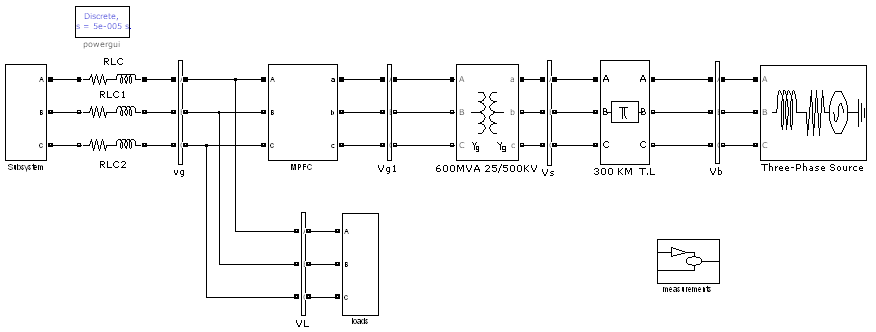 Discrete,
s = 5e-005 s.
powergui
RLC
A
A
a
A
a
A
A
A
RLC1
B
B
b
B
b
B
B
B
C
C
c
C
c
C
C
C
Yg Yg
Subsystem
RLC2
vg
MPFC
Vg1
600MVA 25/500KV
Vs
300 KM T.L
Vb
Three-Phase Source
A
B
C
VL
loads
measurements